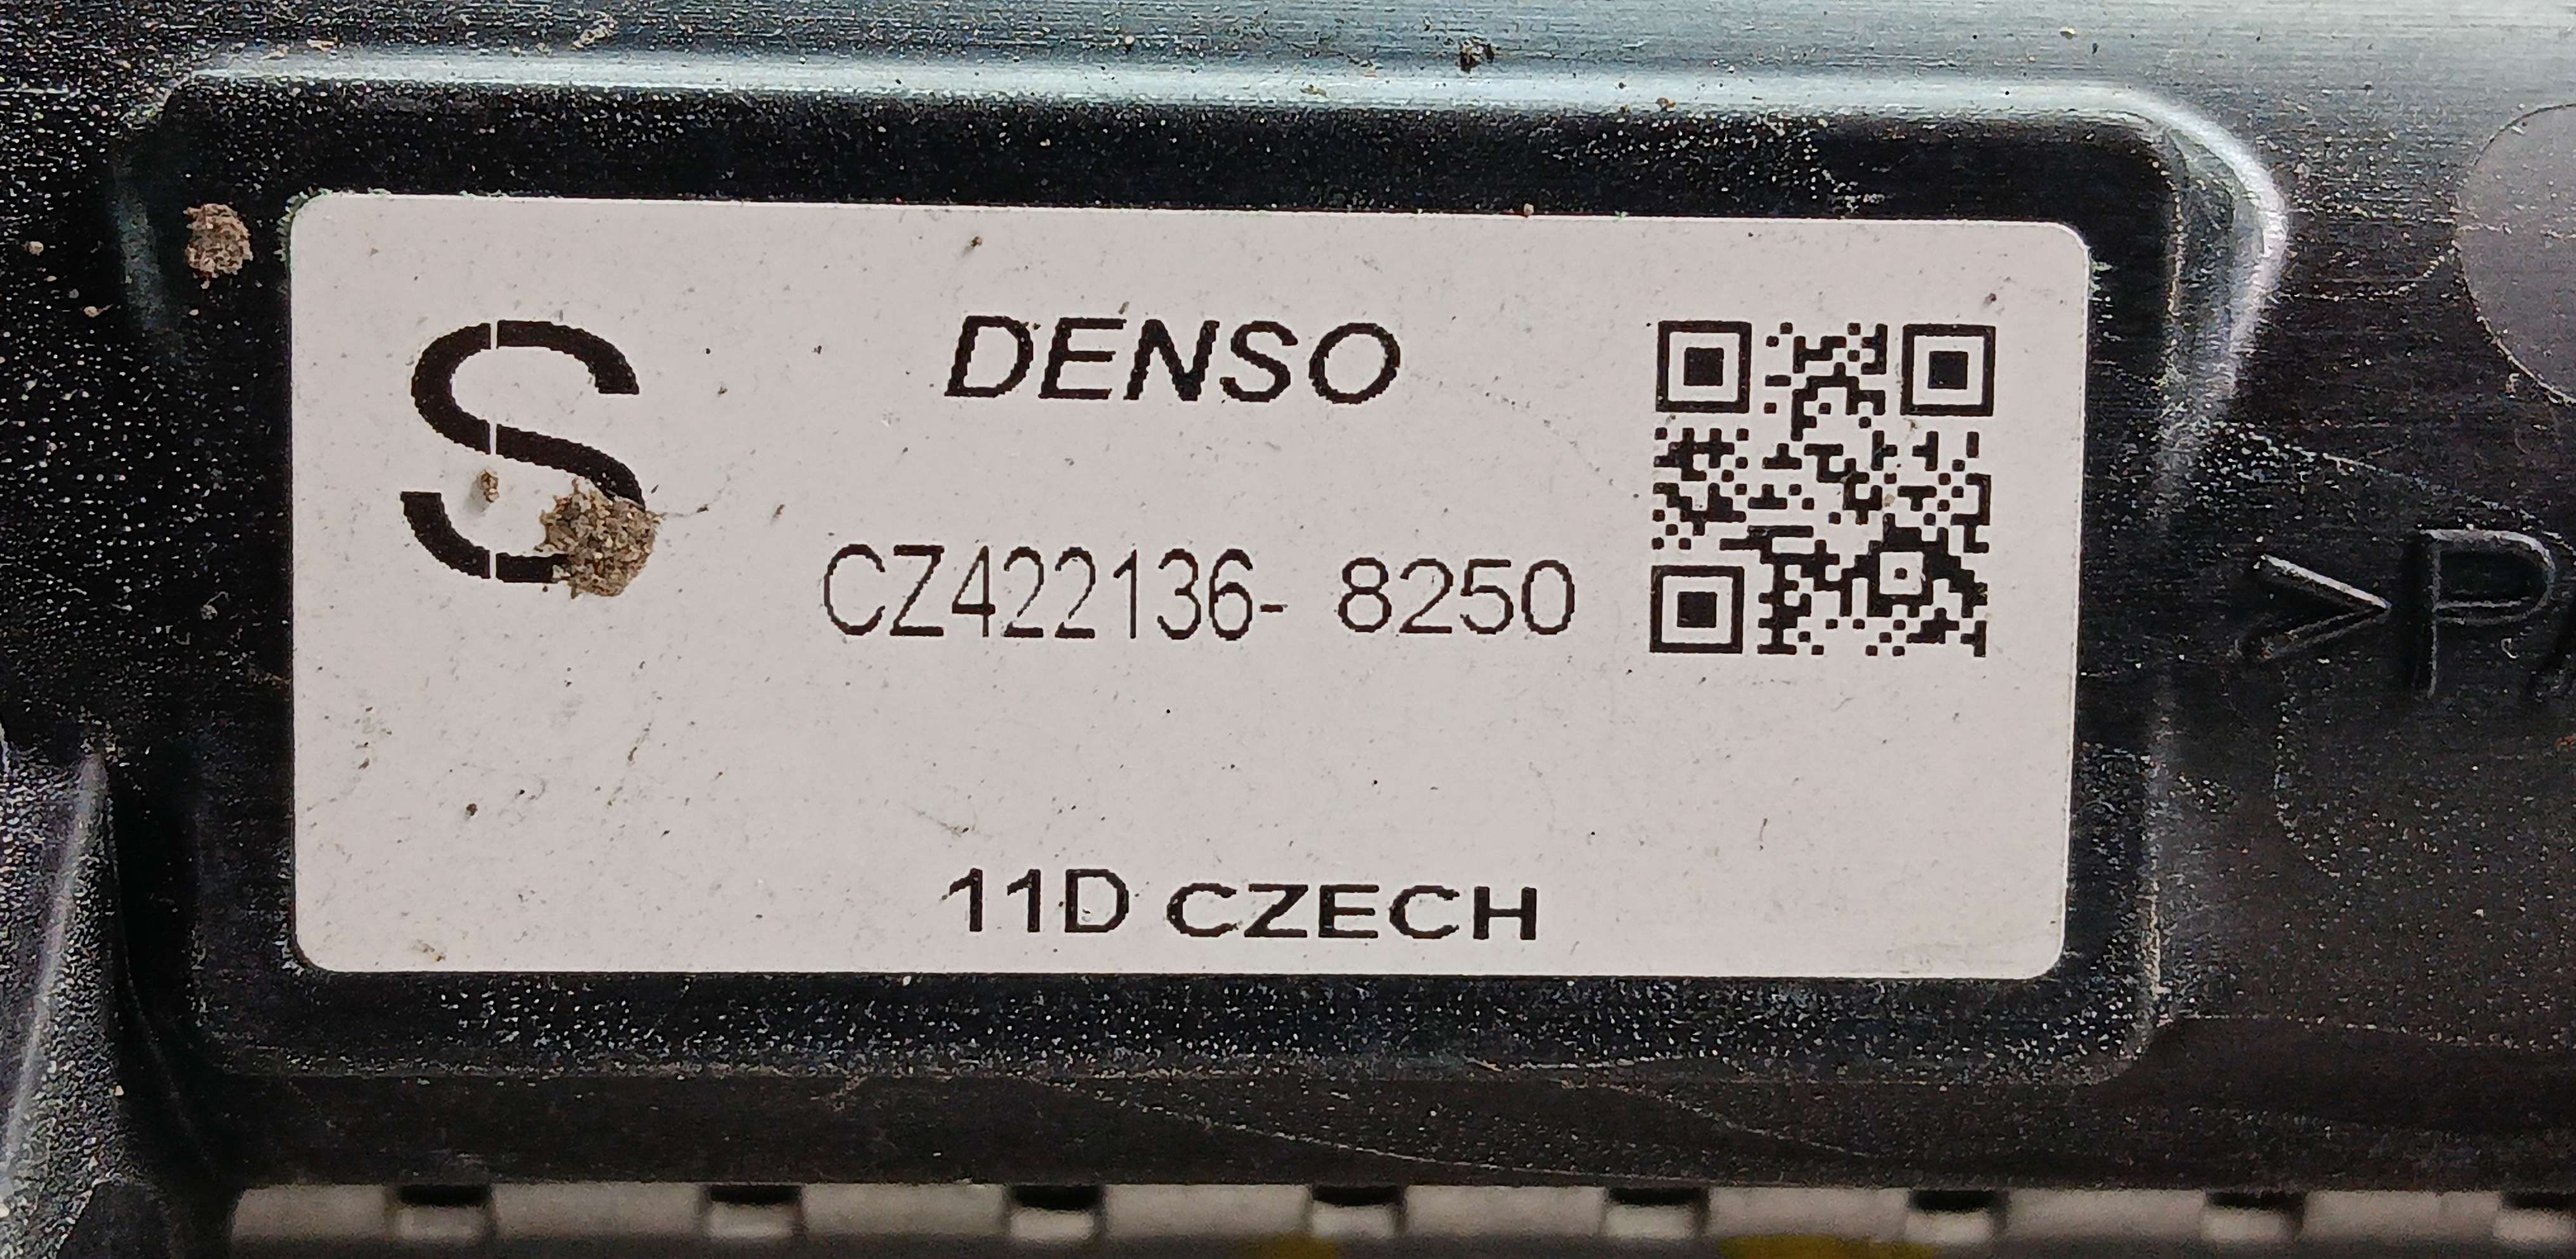 S
DENSO
CZ422136- 8250
11D CZECH
>P